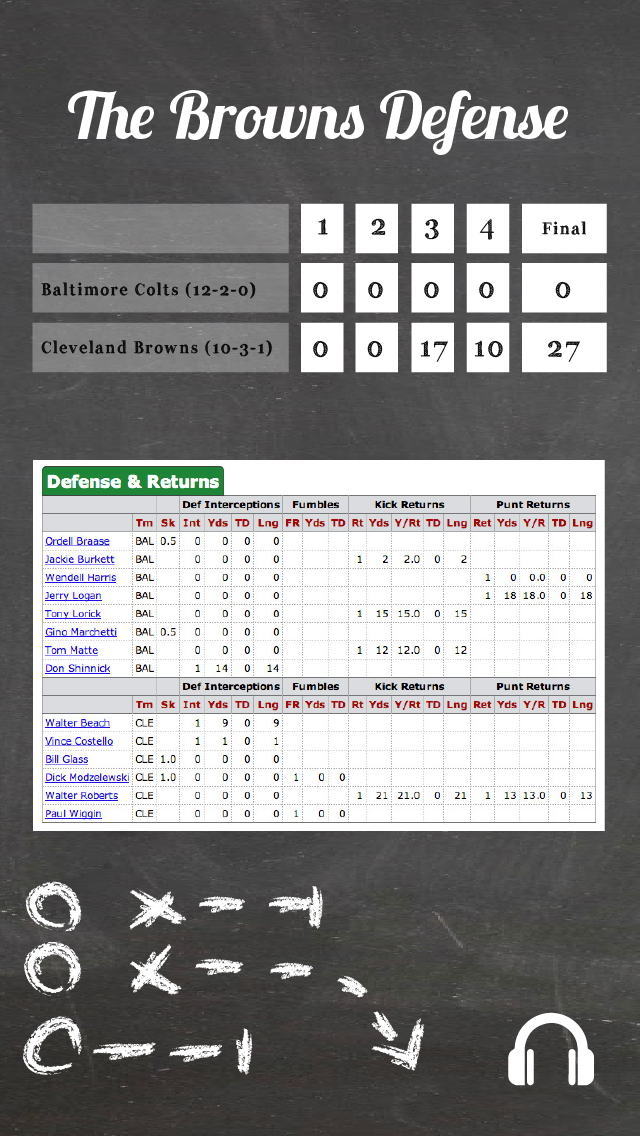 The Browns Defense
1 2 3 4 Final
Baltimore Colts (12-2-0) 0 0 0 0 0
Cleveland Browns (10-3-1) 0 0 17 10 27
Defense & Returns
Def Interceptions Fumbles Kick Returns Punt Returns
Tm Sk Int Yds TD Lng FR Yds TD Rt Yds Y/Rt TD Lng Ret Yds Y/R TD Lng
Ordell Braase BAL 0.5 0 0 0 0
Jackie Burkett BAL 0 0 0 0 1 2 2.0 0 2
Wendell Harris BAL 0 0 0 0 1 0 0.0 0 0
Jerry Logan BAL 0 0 0 0 1 18 18.0 0 18
Tony Lorick BAL 0 0 0 0 1 15 15.0 0 15
Gino Marchetti BAL 0.5 0 0 0 0
Tom Matte BAL 0 0 0 0 1 12 12.0 0 12
Don Shinnick BAL 1 14 0 14
Def Interceptions Fumbles Kick Returns Punt Returns
Tm Sk Int Yds TD Lng FR Yds TD Rt Yds Y/Rt TD Lng Ret Yds Y/R TD Lng
Walter Beach CLE 1 9 0 9
Vince Costello CLE 1 1 0 1
Bill Glass CLE 1.0 0 0 0 0
Dick Modzelewski CLE 1.0 0 0 0 0 1 0 0
Walter Roberts CLE 0 0 0 0 1 21 21.0 0 21 1 13 13.0 0 13
Paul Wiggin CLE 0 0 0 0 1 0 0